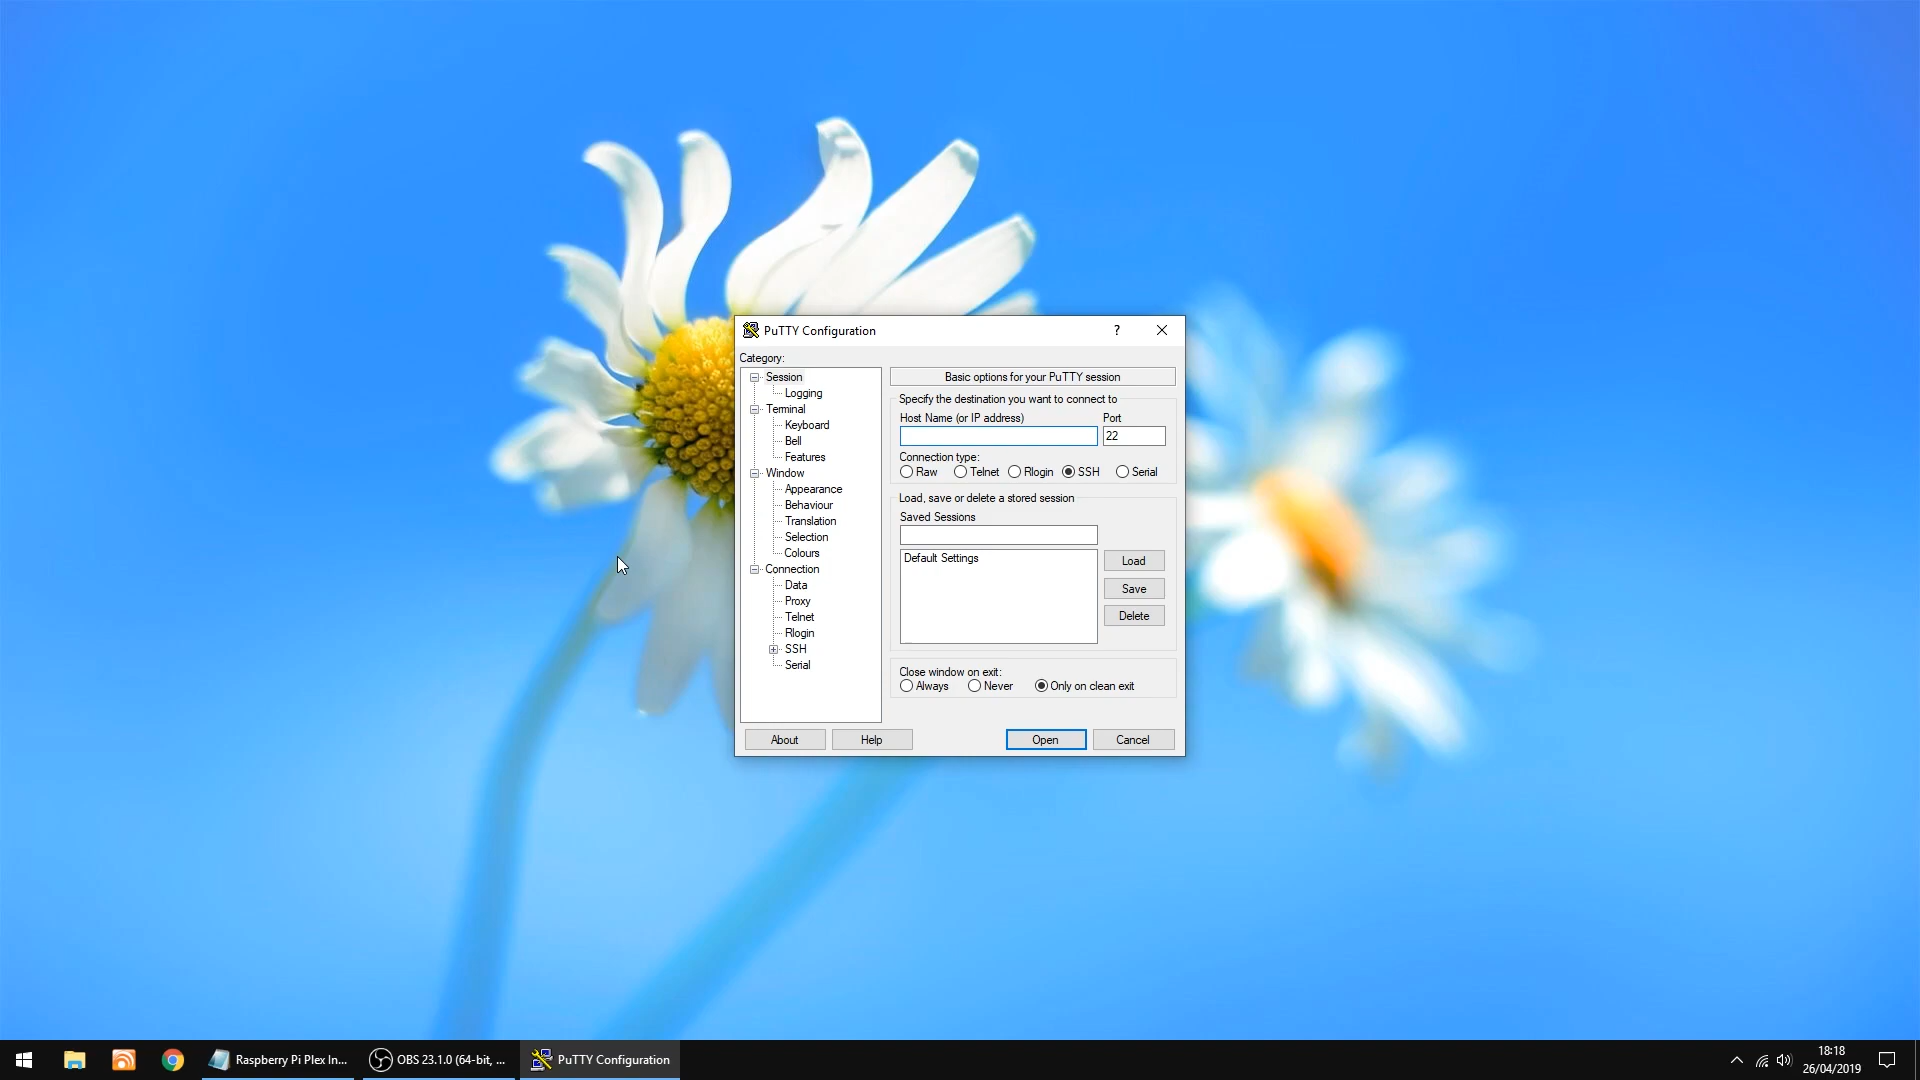 PuTTY Configuration
?
Category:
Session
Logging
Terminal
Keyboard
Bell
Features
Window
Appearance
Behaviour
Translation
Selection
Colours
Connection
Data
Proxy
Telnet
Rlogin
SSH
Serial
Basic options for your PuTTY session
Specify the destination you want to connect to
Host Name (or IP address) Port
22
Connection type:
Raw Telnet Rlogin SSH Serial
Load, save or delete a stored session
Saved Sessions
Default Settings
Load
Save
Delete
Close window on exit:
Always Never Only on clean exit
About Help Open Cancel
Raspberry Pi Plex In... OBS 23.1.0 (64-bit, ... PuTTY Configuration
18:18
26/04/2019